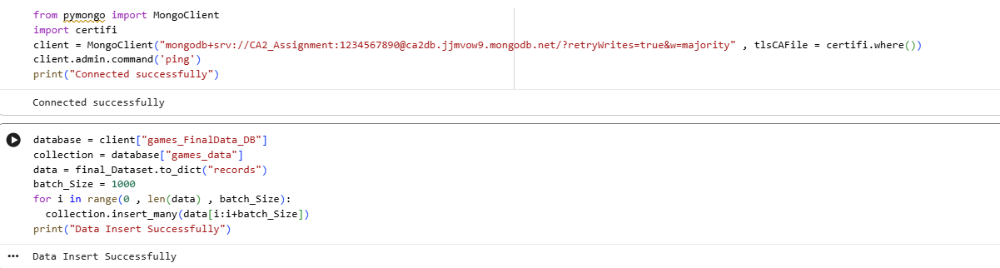 from pymongo import MongoClient
import certifi
client = MongoClient("mongodb+srv://CA2_Assignment:1234567890@ca2db.jjmvow9.mongodb.net/?retryWrites=true&w=majority" , tlsCAFile = certifi.where())
client.admin.command('ping')
print("Connected successfully")
Connected successfully
database = client["games_FinalData_DB"]
collection = database["games_data"]
data = final_Dataset.to_dict("records")
batch_Size = 1000
for i in range(0 , len(data) , batch_Size):
  collection.insert_many(data[i:i+batch_Size])
print("Data Insert Successfully")
Data Insert Successfully